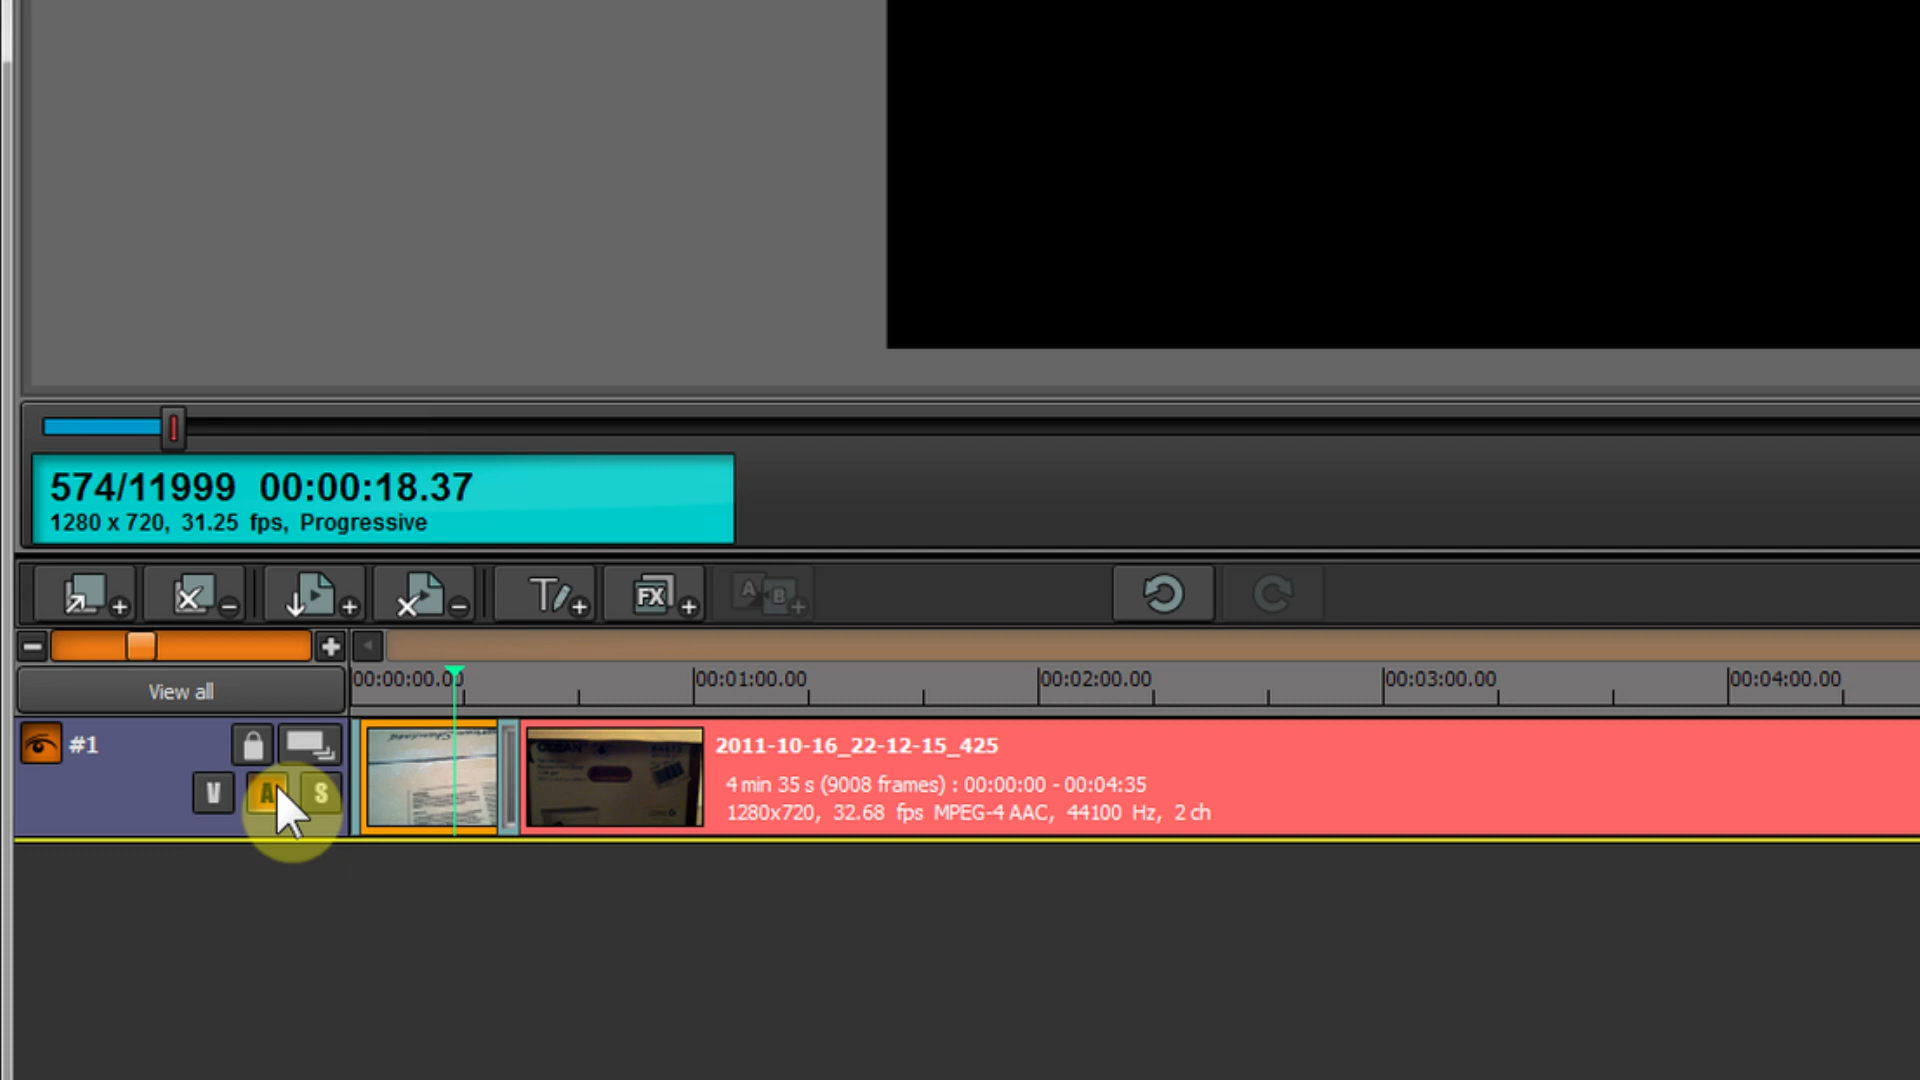 574/11999 00:00:18.37
1280 x 720, 31.25 fps, Progressive
T
FX
A B
View all
00:00:00.00 00:01:00.00 00:02:00.00 00:03:00.00 00:04:00.00
#1
V A S
CLEAN
2011-10-16_22-12-15_425
4 min 35 s (9008 frames) : 00:00:00 - 00:04:35
1280x720, 32.68 fps MPEG-4 AAC, 44100 Hz, 2 ch